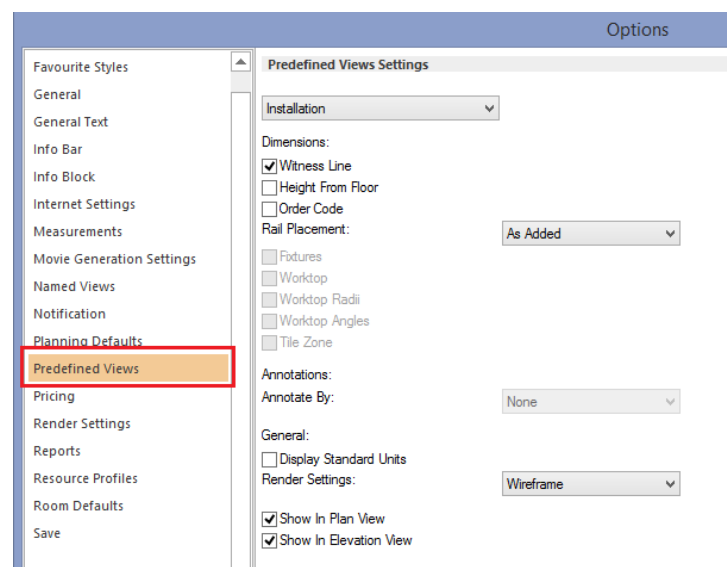 Options
Favourite Styles
General
General Text
Info Bar
Info Block
Internet Settings
Measurements
Movie Generation Settings
Named Views
Notification
Planning Defaults
Predefined Views
Pricing
Render Settings
Reports
Resource Profiles
Room Defaults
Save
Predefined Views Settings
Installation
Dimensions:
Witness Line
Height From Floor
Order Code
Rail Placement: As Added
Fixtures
Worktop
Worktop Radii
Worktop Angles
Tile Zone
Annotations:
Annotate By: None
General:
Display Standard Units
Render Settings: Wireframe
Show In Plan View
Show In Elevation View